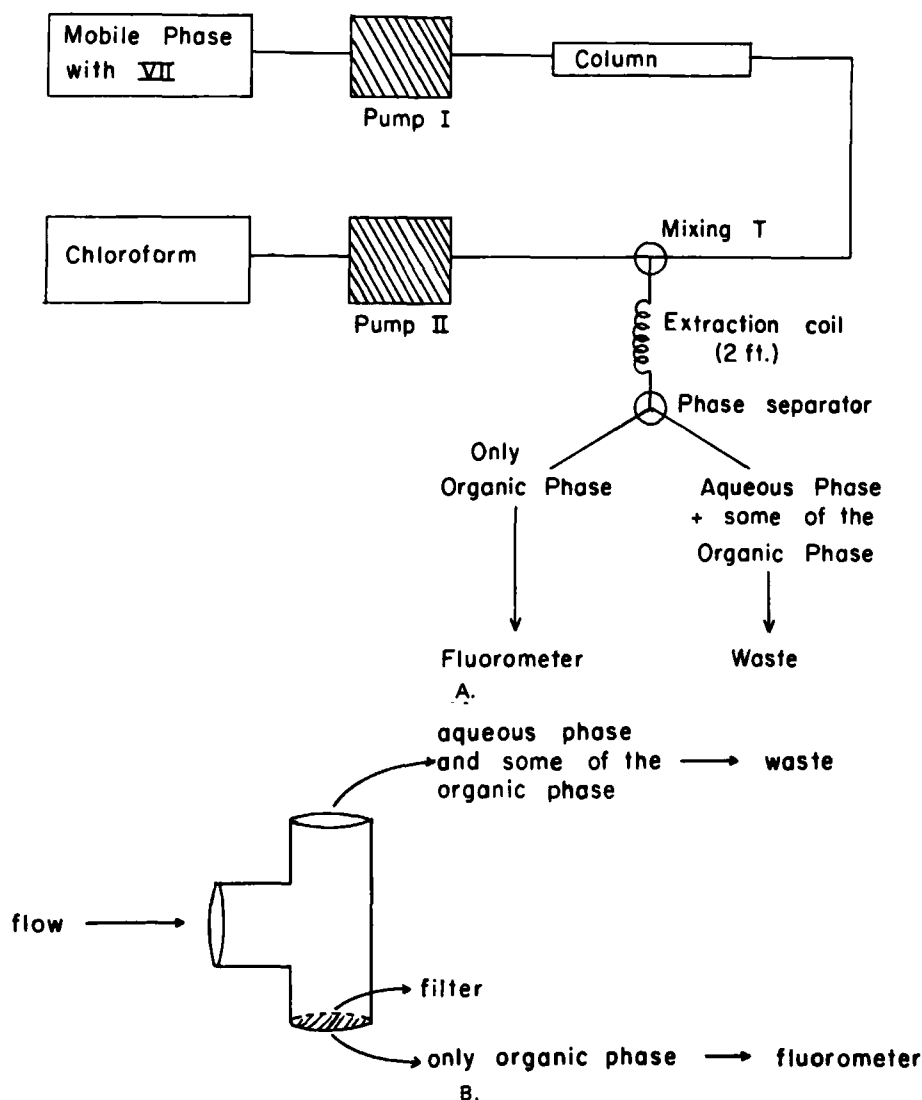 Mobile Phase
with VII
Pump I
Column
Chloroform
Pump II
Mixing T
Extraction coil
(2 ft.)
Phase separator
Only
Organic Phase
Aqueous Phase
+ some of the
Organic Phase
Fluorometer
Waste
A.
aqueous phase
and some of the
organic phase
waste
flow
filter
only organic phase
fluorometer
B.